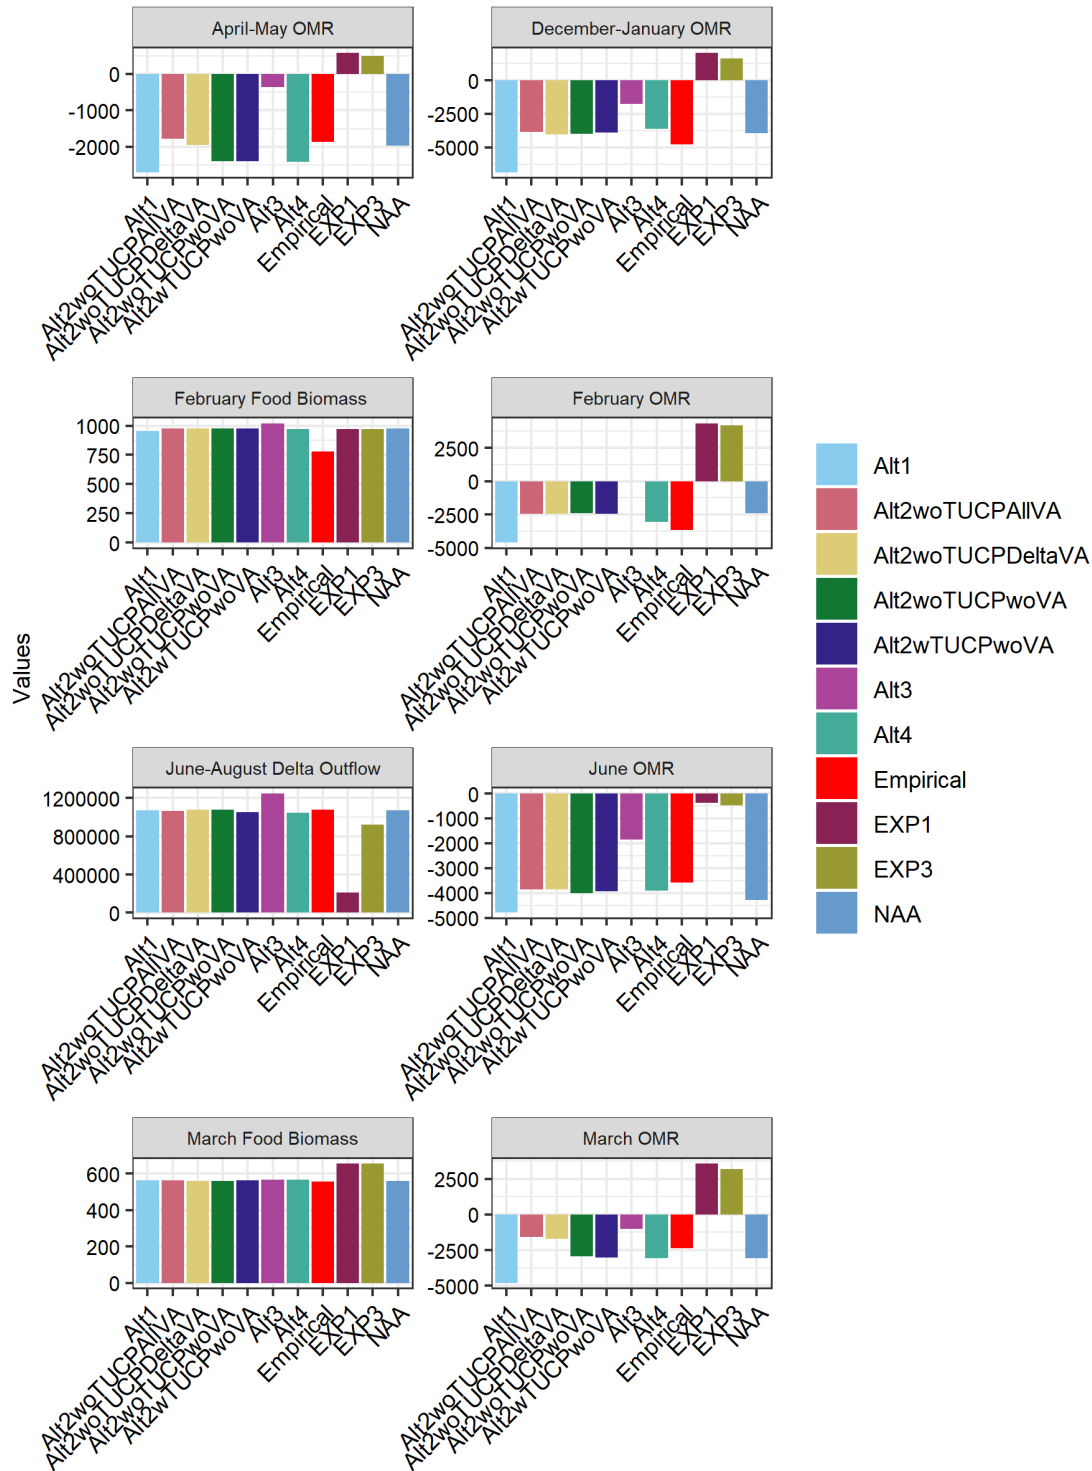 April-May OMR
0
-1000
-2000
Alt1
Alt2woTUCPAllVA
Alt2woTUCPDeltaVA
Alt2woTUCPwoVA
Alt2wTUCPwoVA
Alt3
Alt4
Empirical
EXP1
EXP3
NAA
December-January OMR
0
-2500
-5000
Alt1
Alt2woTUCPAllVA
Alt2woTUCPDeltaVA
Alt2woTUCPwoVA
Alt2wTUCPwoVA
Alt3
Alt4
Empirical
EXP1
EXP3
NAA
Values
February Food Biomass
1000
750
500
250
0
Alt1
Alt2woTUCPAllVA
Alt2woTUCPDeltaVA
Alt2woTUCPwoVA
Alt2wTUCPwoVA
Alt3
Alt4
Empirical
EXP1
EXP3
NAA
February OMR
2500
0
-2500
-5000
Alt1
Alt2woTUCPAllVA
Alt2woTUCPDeltaVA
Alt2woTUCPwoVA
Alt2wTUCPwoVA
Alt3
Alt4
Empirical
EXP1
EXP3
NAA
June-August Delta Outflow
1200000
800000
400000
0
Alt1
Alt2woTUCPAllVA
Alt2woTUCPDeltaVA
Alt2woTUCPwoVA
Alt2wTUCPwoVA
Alt3
Alt4
Empirical
EXP1
EXP3
NAA
June OMR
0
-1000
-2000
-3000
-4000
-5000
Alt1
Alt2woTUCPAllVA
Alt2woTUCPDeltaVA
Alt2woTUCPwoVA
Alt2wTUCPwoVA
Alt3
Alt4
Empirical
EXP1
EXP3
NAA
March Food Biomass
600
400
200
0
Alt1
Alt2woTUCPAllVA
Alt2woTUCPDeltaVA
Alt2woTUCPwoVA
Alt2wTUCPwoVA
Alt3
Alt4
Empirical
EXP1
EXP3
NAA
March OMR
2500
0
-2500
-5000
Alt1
Alt2woTUCPAllVA
Alt2woTUCPDeltaVA
Alt2woTUCPwoVA
Alt2wTUCPwoVA
Alt3
Alt4
Empirical
EXP1
EXP3
NAA
Alt1
Alt2woTUCPAllVA
Alt2woTUCPDeltaVA
Alt2woTUCPwoVA
Alt2wTUCPwoVA
Alt3
Alt4
Empirical
EXP1
EXP3
NAA